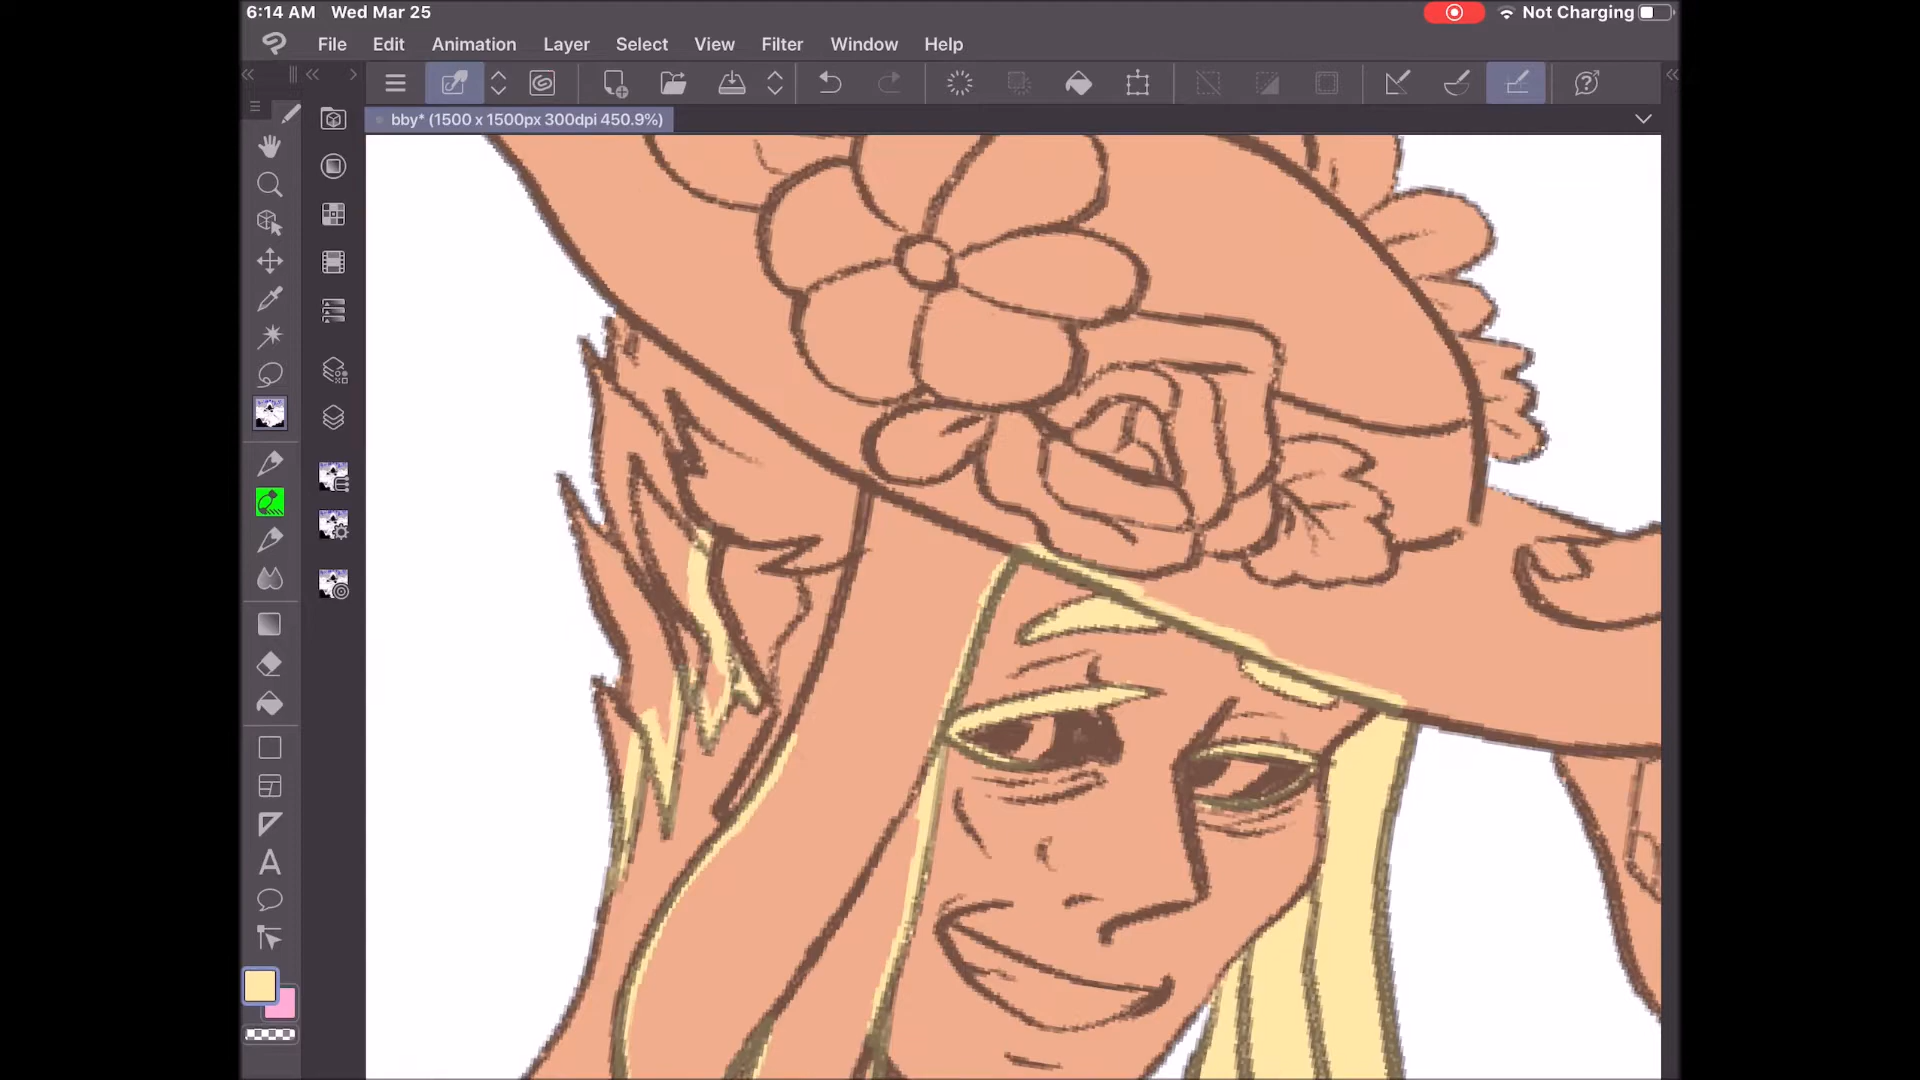 6:14 AM Wed Mar 25
Not Charging
File Edit Animation Layer Select View Filter Window Help
bby* (1500 x 1500px 300dpi 450.9%)